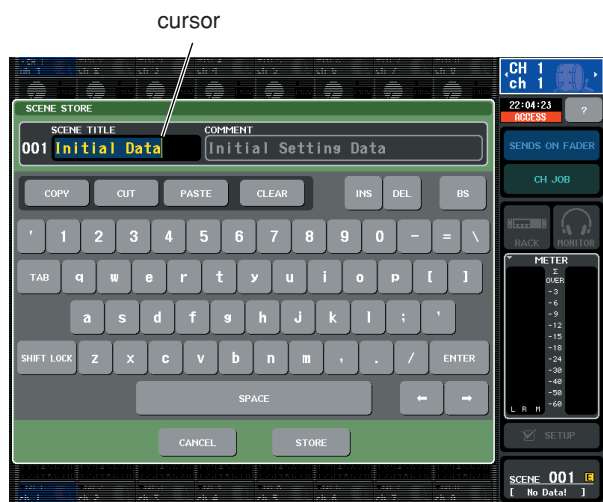 cursor
CH 1
ch 1
SCENE STORE
22:04:23
ACCESS
?
SCENE TITLE COMMENT
001 Initial Data Initial Setting Data
SENDS ON FADER
CH JOB
COPY CUT PASTE CLEAR INS DEL BS
' 1 2 3 4 5 6 7 8 9 0 - = \
RACK MONITOR
TAB q w e r t y u i o p [ ]
METER
Σ
OVER
-3
-6
-9
-12
-15
-18
-24
-30
-40
-50
-60
L R M
a s d f g h j k l ; '
SHIFT LOCK z x c v b n m , . / ENTER
SPACE ← →
CANCEL STORE
SETUP
SCENE 001 E
[ No Data! ]